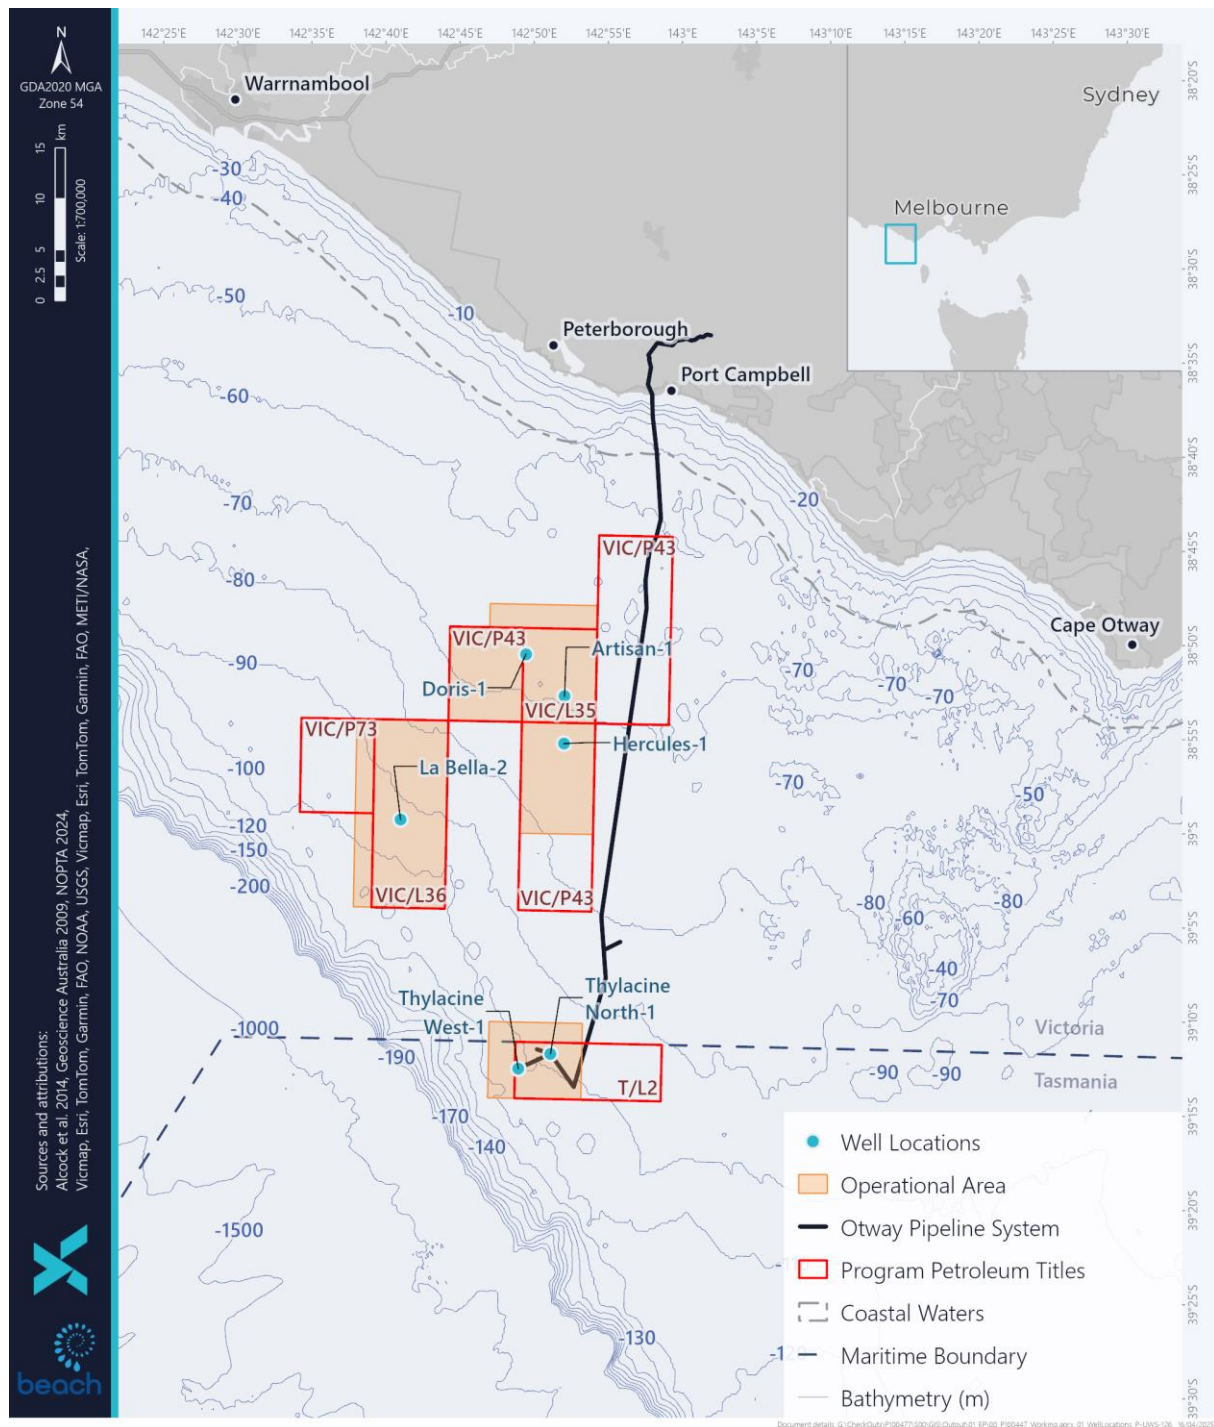 142°25'E 142°30'E 142°35'E 142°40'E 142°45'E 142°50'E 142°55'E 143°E 143°5'E 143°10'E 143°15'E 143°20'E 143°25'E 143°30'E
N
GDA2020 MGA
Zone 54
0 2.5 5 10 15 km
Scale: 1:700,000
Sources and attributions:
Alcock et al. 2014, Geoscience Australia 2009, NOPTA 2024,
Vicmap, Esri, TomTom, Garmin, FAO, NOAA, USGS, Vicmap, Esri, TomTom, Garmin, FAO, METI/NASA,
beach
Warrnambool
Sydney
Melbourne
-30
-40
-50
-10
Peterborough
Port Campbell
-60
-70
-20
VIC/P43
-80
VIC/P43
Artisan-1
Cape Otway
-90
-70
-70
-70
Doris-1
VIC/L35
VIC/P73
Hercules-1
La Bella-2
-100
-70
-50
-120
-150
-200
VIC/L36
VIC/P43
-80
-80
-60
-40
-70
Thylacine
West-1
Thylacine
North-1
-1000
-190
Victoria
Tasmania
-90
-90
T/L2
-170
-140
-1500
-130
Well Locations
Operational Area
Otway Pipeline System
Program Petroleum Titles
Coastal Waters
Maritime Boundary
Bathymetry (m)
38°20'S
38°25'S
38°30'S
38°35'S
38°40'S
38°45'S
38°50'S
38°55'S
39°S
39°5'S
39°10'S
39°15'S
39°20'S
39°25'S
39°30'S